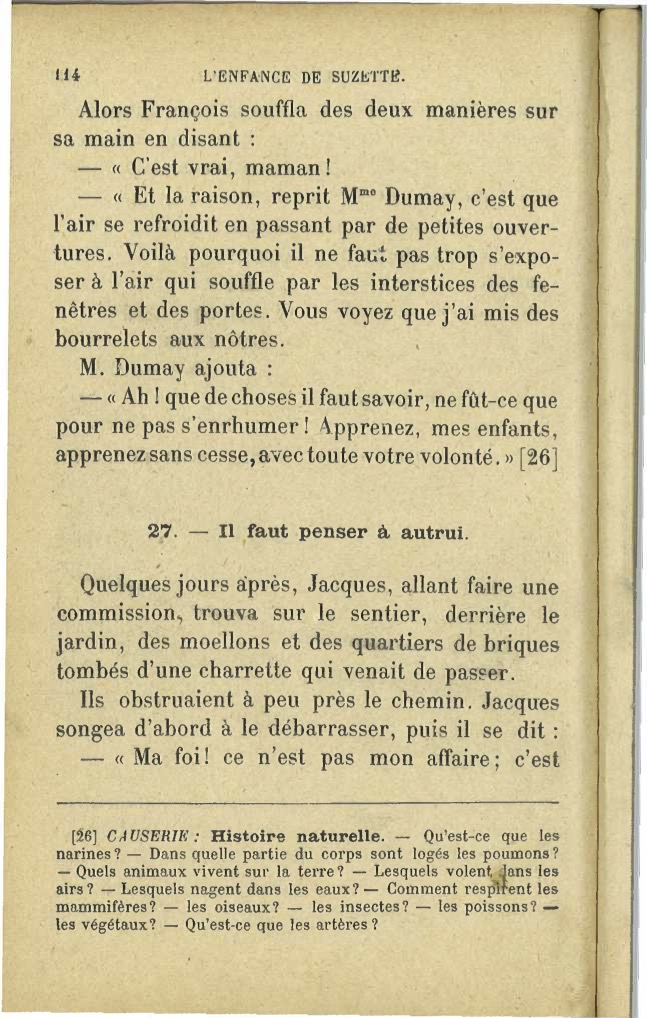 114 L'ENFANCE DE SUZETTE.
Alors François souffla des deux manières sur
sa main en disant :
— « C'est vrai, maman !
— « Et la raison, reprit Mme Dumay, c'est que
l'air se refroidit en passant par de petites ouver-
tures. Voilà pourquoi il ne faut pas trop s'expo-
ser à l'air qui souffle par les interstices des fe-
nêtres et des portes. Vous voyez que j'ai mis des
bourrelets aux nôtres.
M. Dumay ajouta :
— « Ah ! que de choses il faut savoir, ne fût-ce que
pour ne pas s'enrhumer ! Apprenez, mes enfants,
apprenez sans cesse, avec toute votre volonté. » [26]
27. — Il faut penser à autrui.
Quelques jours après, Jacques, allant faire une
commission, trouva sur le sentier, derrière le
jardin, des moellons et des quartiers de briques
tombés d'une charrette qui venait de passer.
Ils obstruaient à peu près le chemin. Jacques
songea d'abord à le débarrasser, puis il se dit :
— « Ma foi ! ce n'est pas mon affaire ; c'est
[26] CAUSERIE : Histoire naturelle. — Qu'est-ce que les
narines ? — Dans quelle partie du corps sont logés les poumons ?
— Quels animaux vivent sur la terre ? — Lesquels volent dans les
airs ? — Lesquels nagent dans les eaux ? — Comment respirent les
mammifères ? — les oiseaux ? — les insectes ? — les poissons ? —
les végétaux ? — Qu'est-ce que les artères ?